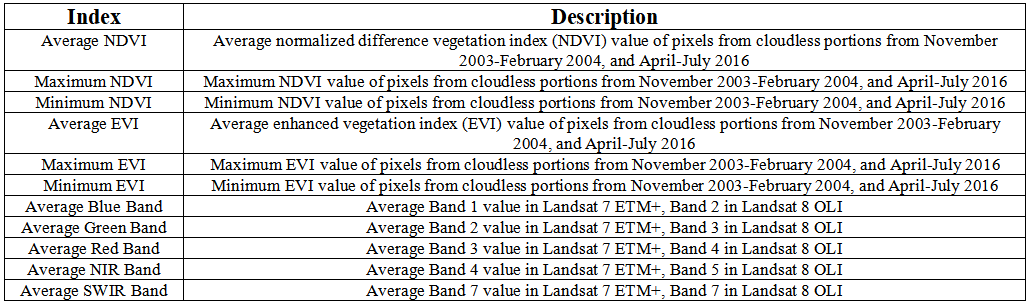 Index Description
Average NDVI Average normalized difference vegetation index (NDVI) value of pixels from cloudless portions from November
2003-February 2004, and April-July 2016
Maximum NDVI Maximum NDVI value of pixels from cloudless portions from November 2003-February 2004, and April-July 2016
Minimum NDVI Minimum NDVI value of pixels from cloudless portions from November 2003-February 2004, and April-July 2016
Average EVI Average enhanced vegetation index (EVI) value of pixels from cloudless portions from November 2003-February
2004, and April-July 2016
Maximum EVI Maximum EVI value of pixels from cloudless portions from November 2003-February 2004, and April-July 2016
Minimum EVI Minimum EVI value of pixels from cloudless portions from November 2003-February 2004, and April-July 2016
Average Blue Band Average Band 1 value in Landsat 7 ETM+, Band 2 in Landsat 8 OLI
Average Green Band Average Band 2 value in Landsat 7 ETM+, Band 3 in Landsat 8 OLI
Average Red Band Average Band 3 value in Landsat 7 ETM+, Band 4 in Landsat 8 OLI
Average NIR Band Average Band 4 value in Landsat 7 ETM+, Band 5 in Landsat 8 OLI
Average SWIR Band Average Band 7 value in Landsat 7 ETM+, Band 7 in Landsat 8 OLI